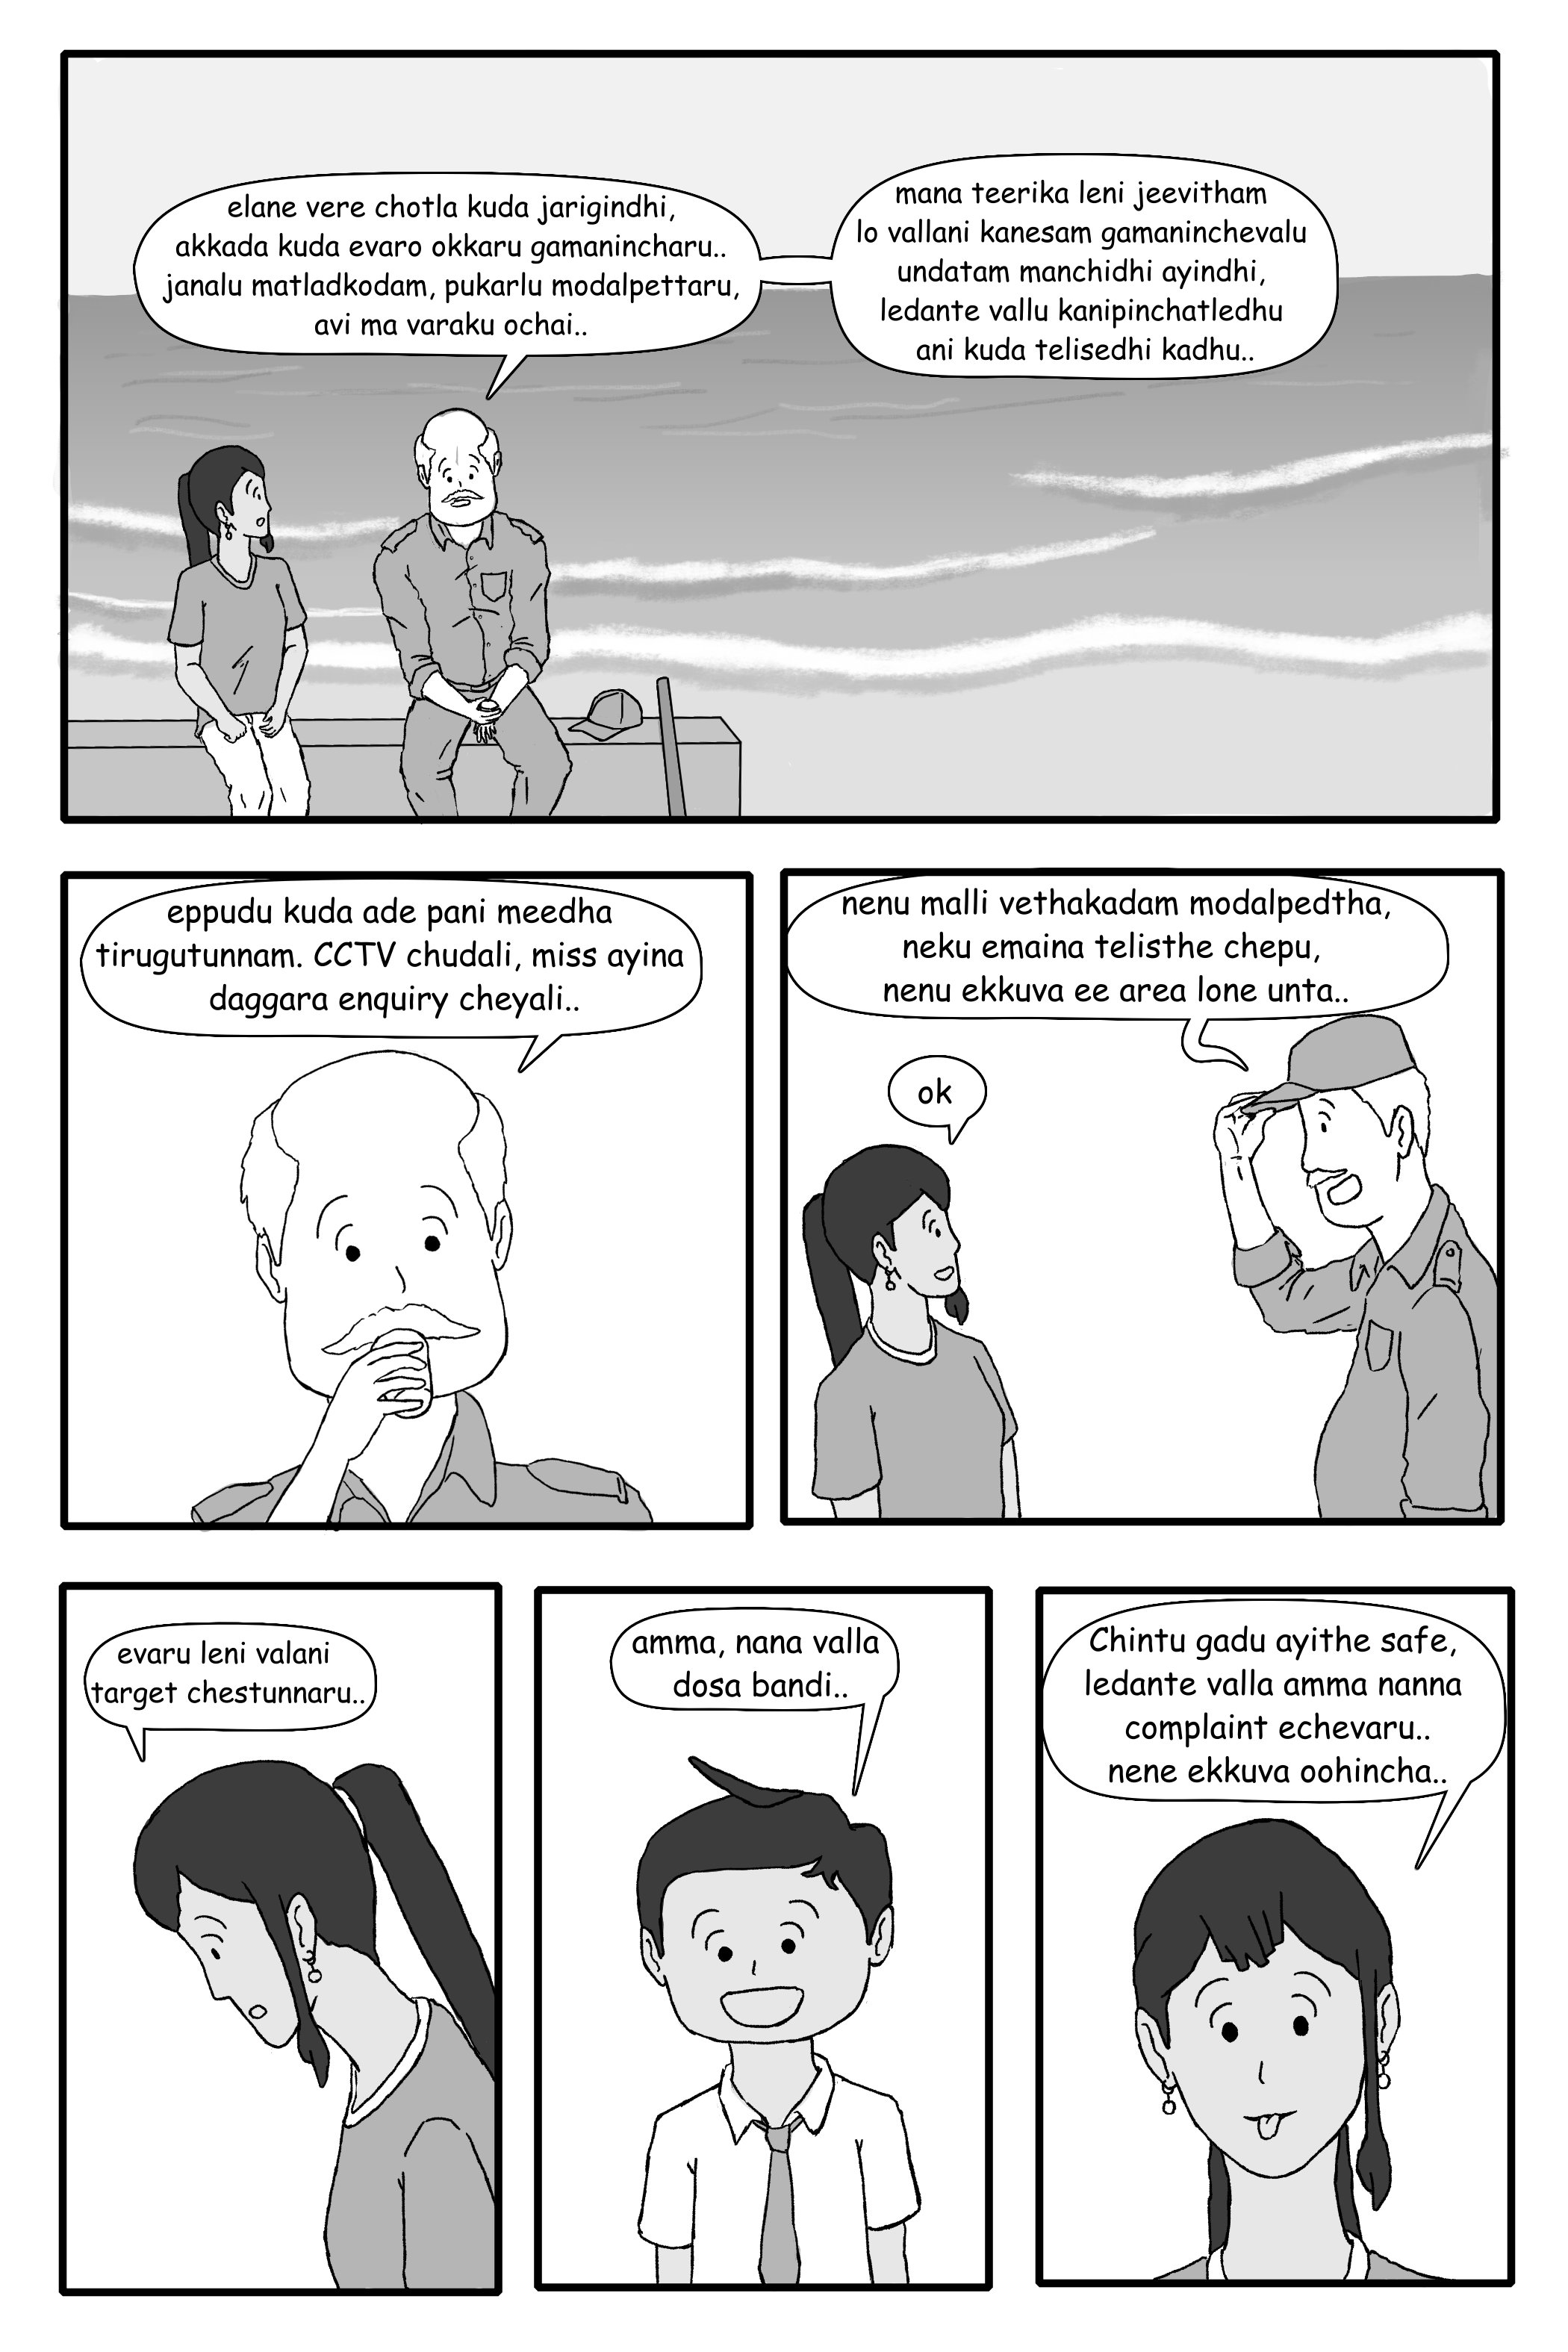 elane vere chotla kuda jarigindhi,
akkada kuda evaro okkaru gamanincharu..
janalu matladkodam, pukarlu modalpettaru,
avi ma varaku ochai..
mana teerika leni jeevitham
lo vallani kanesam gamaninchevalu
undatam manchidhi ayindhi,
ledante vallu kanipinchatledhu
ani kuda telisedhi kadhu..
eppudu kuda ade pani meedha
tirugutunnam. CCTV chudali, miss ayina
daggara enquiry cheyali..
nenu malli vethakadam modalpedtha,
neku emaina telisthe chepu,
nenu ekkuva ee area lone unta..
ok
evaru leni valani
target chestunnaru..
amma, nana valla
dosa bandi..
Chintu gadu ayithe safe,
ledante valla amma nanna
complaint echevaru..
nene ekkuva oohincha..